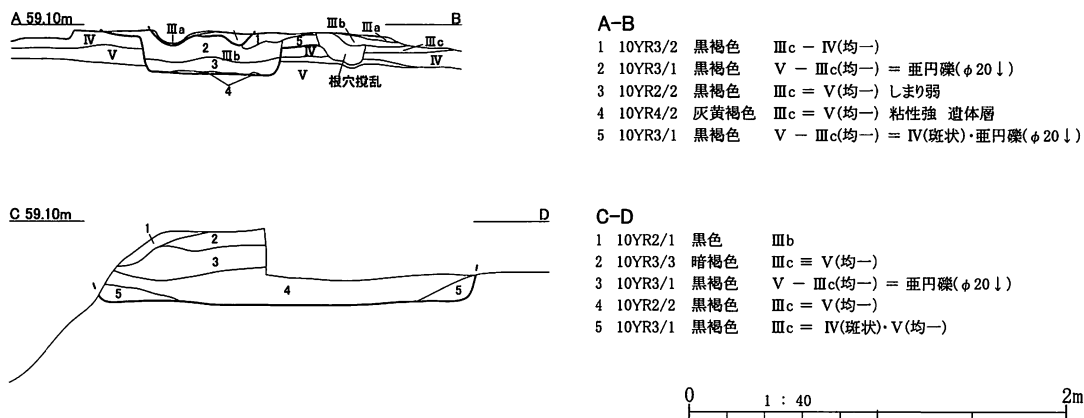 A 59.10m B
Ⅲa Ⅲb Ⅲa Ⅲc
Ⅳ 2 1 5 Ⅳ Ⅳ
Ⅴ Ⅲb 3 Ⅴ
4 根穴撹乱
A-B
1 10YR3/2 黒褐色 Ⅲc − Ⅳ(均一)
2 10YR3/1 黒褐色 Ⅴ − Ⅲc(均一) = 亜円礫(φ20↓)
3 10YR2/2 黒褐色 Ⅲc = Ⅴ(均一) しまり弱
4 10YR4/2 灰黄褐色 Ⅲc = Ⅴ(均一) 粘性強 遺体層
5 10YR3/1 黒褐色 Ⅴ − Ⅲc(均一) = Ⅳ(斑状)・亜円礫(φ20↓)
C 59.10m D
1
2
3
4
5 5
C-D
1 10YR2/1 黒色 Ⅲb
2 10YR3/3 暗褐色 Ⅲc ≡ Ⅴ(均一)
3 10YR3/1 黒褐色 Ⅴ − Ⅲc(均一) = 亜円礫(φ20↓)
4 10YR2/2 黒褐色 Ⅲc = Ⅴ(均一)
5 10YR3/1 黒褐色 Ⅲc = Ⅳ(斑状)・Ⅴ(均一)
0 1 : 40 2m